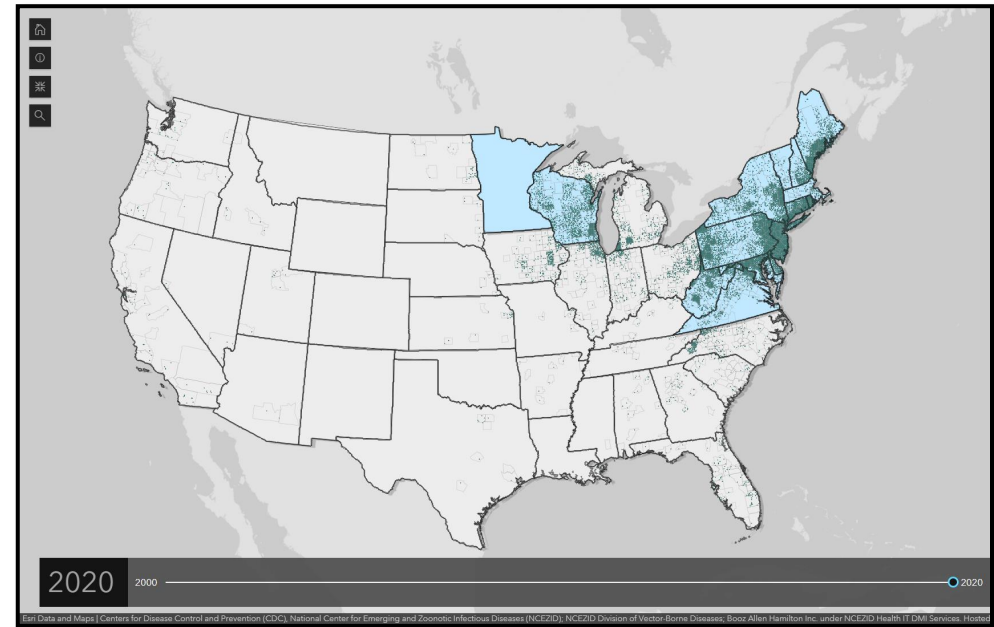 2020
2000
2020
Esri Data and Maps | Centers for Disease Control and Prevention (CDC), National Center for Emerging and Zoonotic Infectious Diseases (NCEZID); NCEZID Division of Vector-Borne Diseases; Booz Allen Hamilton Inc. under NCEZID Health IT DMI Services. Hosted